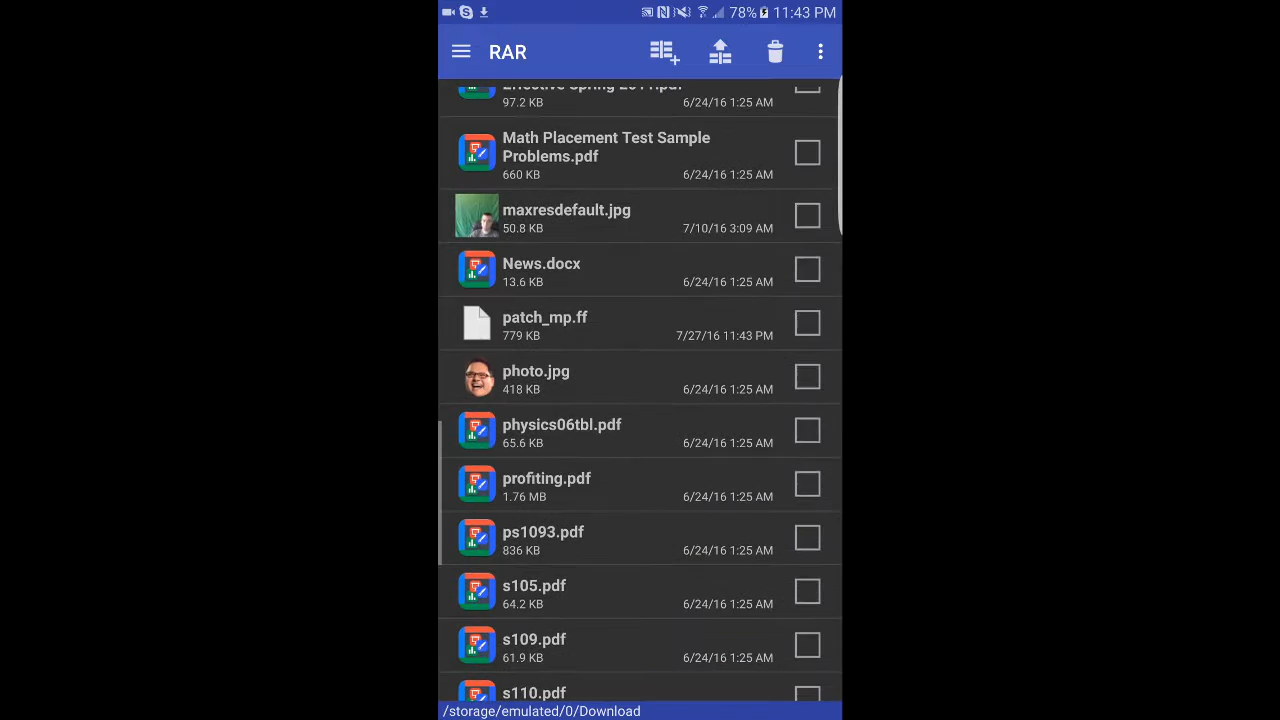 78% 11:43 PM
RAR
Effective Spring 2014.pdf
97.2 KB 6/24/16 1:25 AM
Math Placement Test Sample
Problems.pdf
660 KB 6/24/16 1:25 AM
maxresdefault.jpg
50.8 KB 7/10/16 3:09 AM
News.docx
13.6 KB 6/24/16 1:25 AM
patch_mp.ff
779 KB 7/27/16 11:43 PM
photo.jpg
418 KB 6/24/16 1:25 AM
physics06tbl.pdf
65.6 KB 6/24/16 1:25 AM
profiting.pdf
1.76 MB 6/24/16 1:25 AM
ps1093.pdf
836 KB 6/24/16 1:25 AM
s105.pdf
64.2 KB 6/24/16 1:25 AM
s109.pdf
61.9 KB 6/24/16 1:25 AM
s110.pdf
/storage/emulated/0/Download